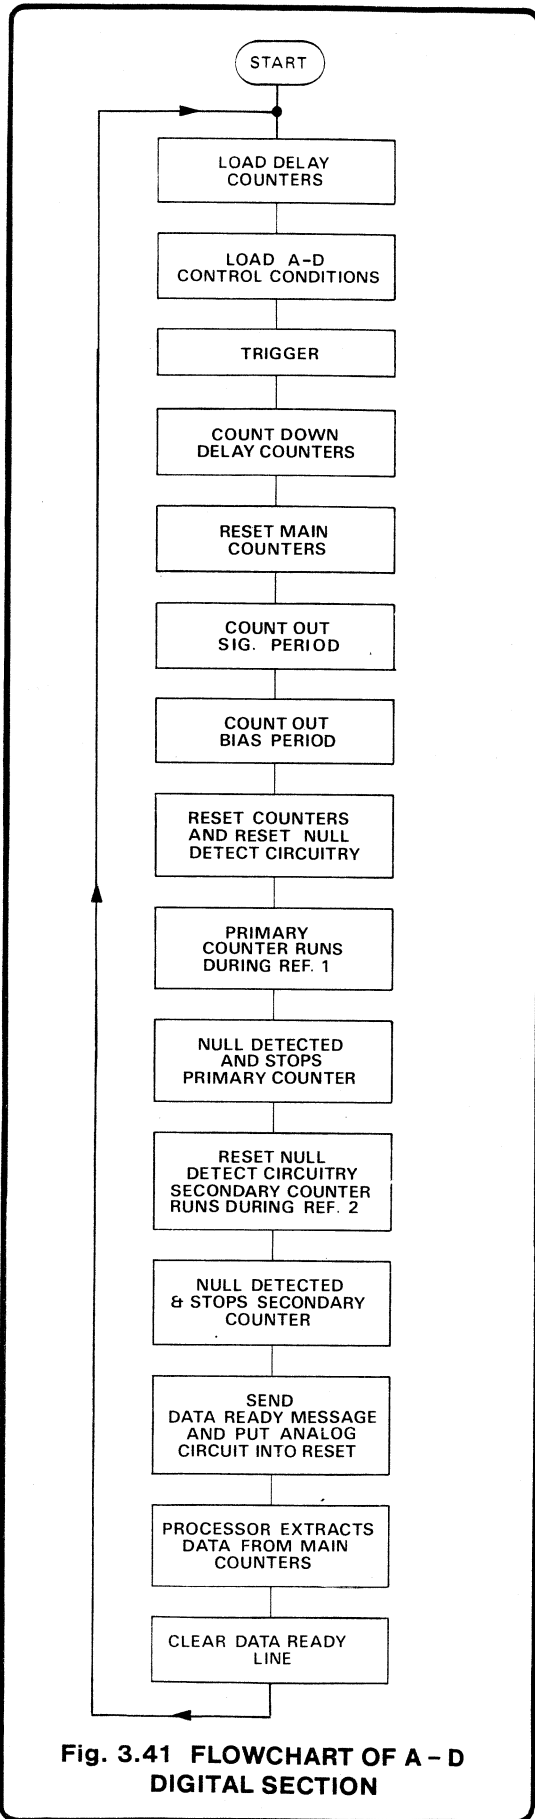 START
LOAD DELAY
COUNTERS
LOAD A-D
CONTROL CONDITIONS
TRIGGER
COUNT DOWN
DELAY COUNTERS
RESET MAIN
COUNTERS
COUNT OUT
SIG. PERIOD
COUNT OUT
BIAS PERIOD
RESET COUNTERS
AND RESET NULL
DETECT CIRCUITRY
PRIMARY
COUNTER RUNS
DURING REF. 1
NULL DETECTED
AND STOPS
PRIMARY COUNTER
RESET NULL
DETECT CIRCUITRY
SECONDARY COUNTER
RUNS DURING REF. 2
NULL DETECTED
& STOPS SECONDARY
COUNTER
SEND
DATA READY MESSAGE
AND PUT ANALOG
CIRCUIT INTO RESET
PROCESSOR EXTRACTS
DATA FROM MAIN
COUNTERS
CLEAR DATA READY
LINE
Fig. 3.41 FLOWCHART OF A – D
DIGITAL SECTION